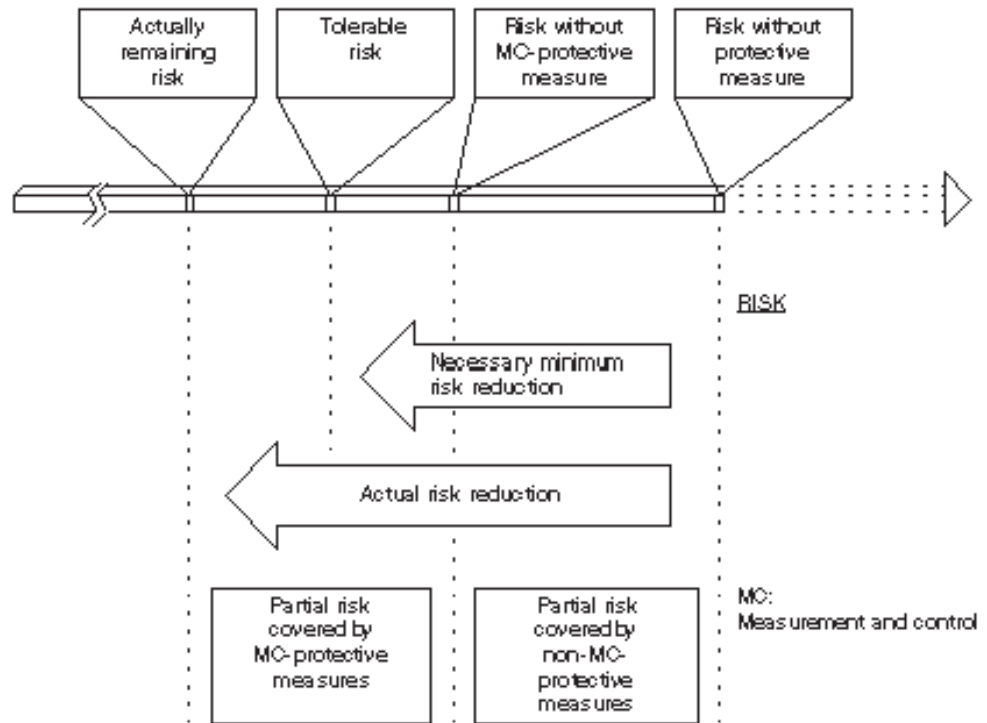 Actually
remaining
risk
Tolerable
risk
Risk without
MC-protective
measure
Risk without
protective
measure
RISK
Necessary minimum
risk reduction
Actual risk reduction
Partial risk
covered by
MC-protective
measures
Partial risk
covered by
non-MC-
protective
measures
MC:
Measurement and control